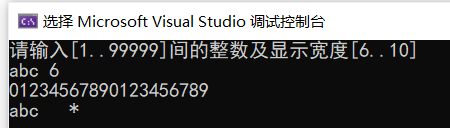 选择 Microsoft Visual Studio 调试控制台
请输入[1..99999]间的整数及显示宽度[6..10]
abc 6
01234567890123456789
abc   *